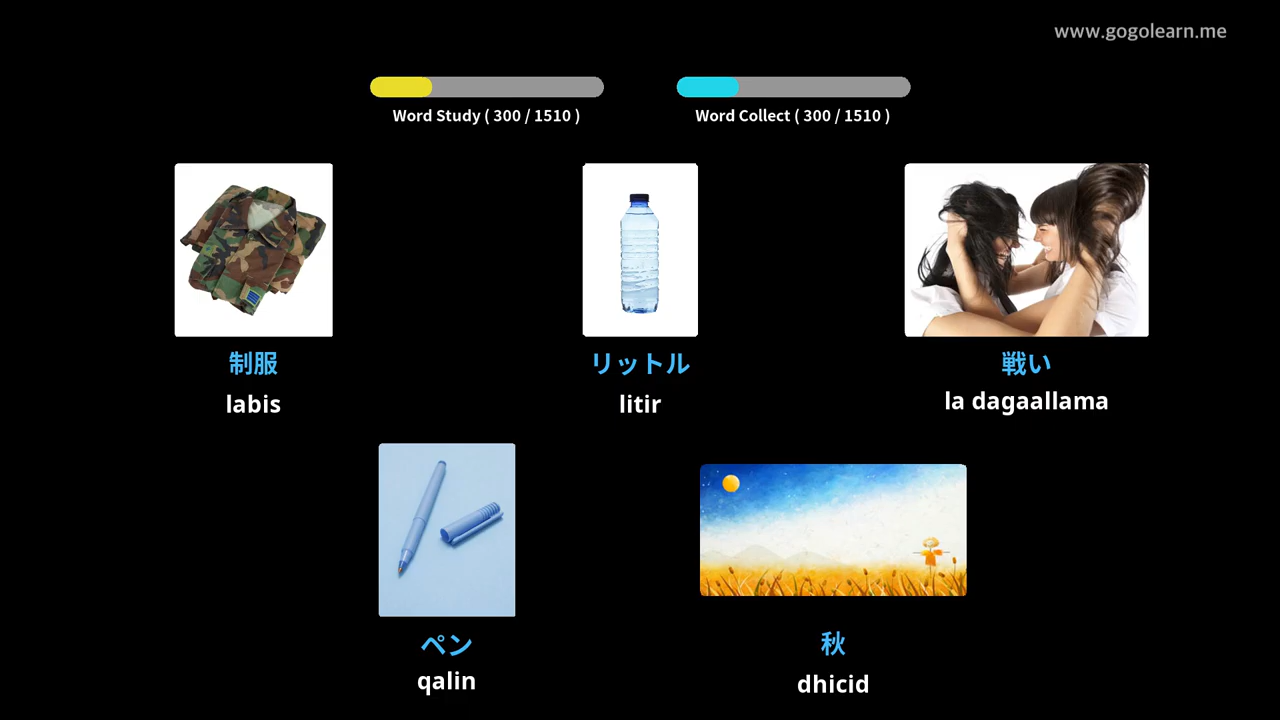 www.gogolearn.me
Word Study ( 300 / 1510 )
Word Collect ( 300 / 1510 )
制服
labis
リットル
litir
戦い
la dagaallama
ペン
qalin
秋
dhicid